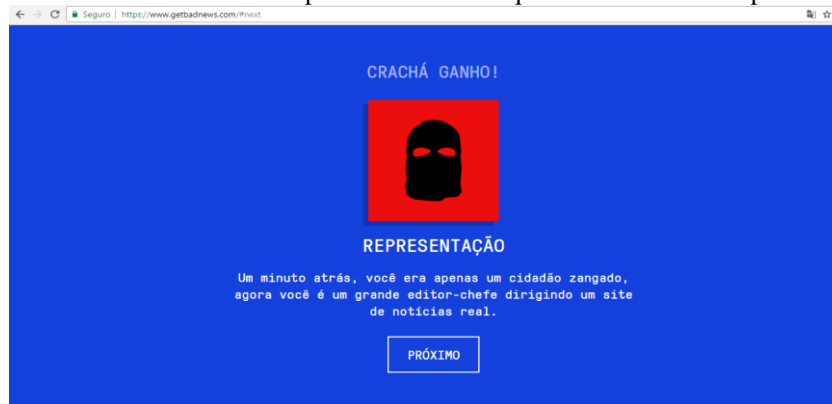 Seguro | https://www.getbadnews.com/#next
CRACHÁ GANHO!
REPRESENTAÇÃO
Um minuto atrás, você era apenas um cidadão zangado,
agora você é um grande editor-chefe dirigindo um site
de notícias real.
PRÓXIMO